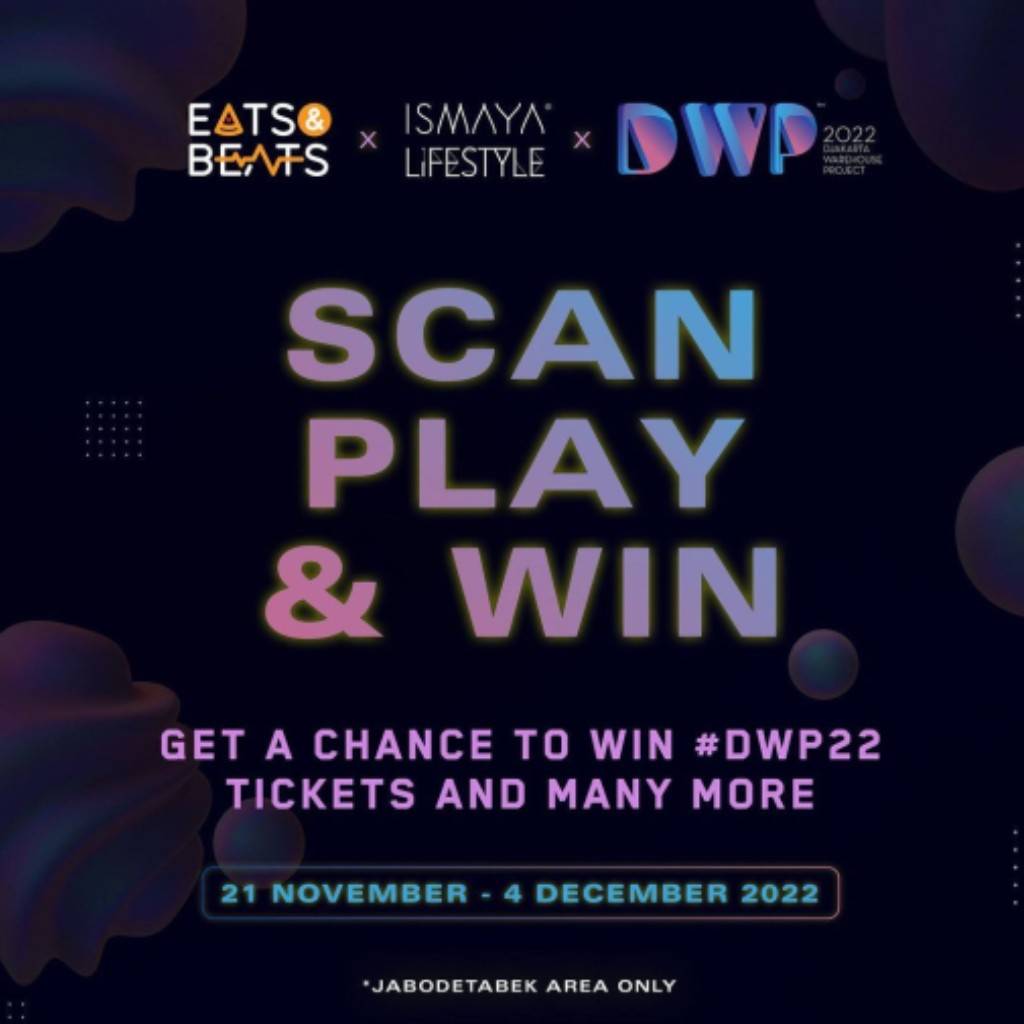 EATS &
BEATS
x
ISMAYA®
LiFESTYLE
x
DWP™
2022
DJAKARTA
WAREHOUSE
PROJECT
SCAN
PLAY
& WIN
GET A CHANCE TO WIN #DWP22
TICKETS AND MANY MORE
21 NOVEMBER - 4 DECEMBER 2022
*JABODETABEK AREA ONLY